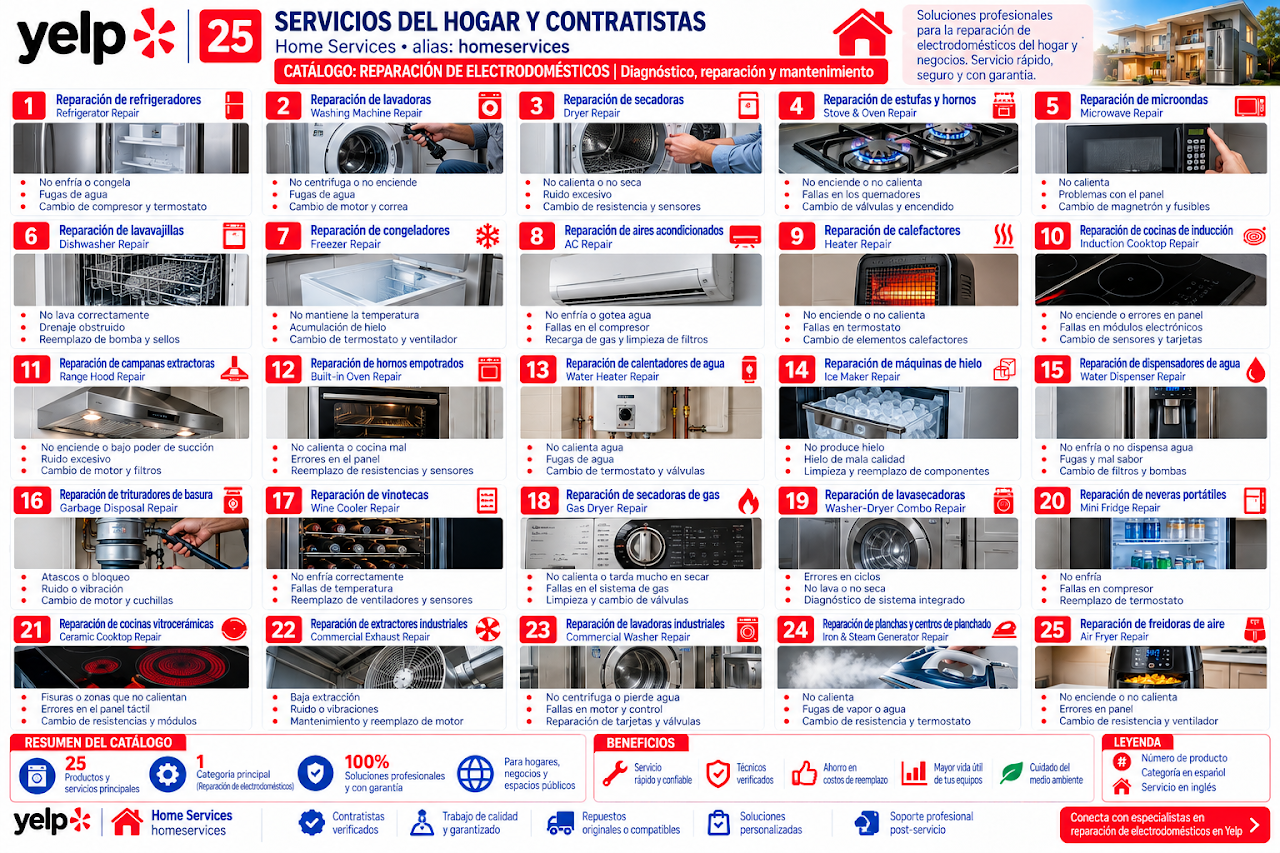 yelp
25
SERVICIOS DEL HOGAR Y CONTRATISTAS
Home Services • alias: homeservices
CATÁLOGO: REPARACIÓN DE ELECTRODOMÉSTICOS | Diagnóstico, reparación y mantenimiento
Soluciones profesionales
para la reparación de
electrodomésticos del hogar y
negocios. Servicio rápido,
seguro y con garantía.
1
Reparación de refrigeradores
Refrigerator Repair
• No enfría o congela
• Fugas de agua
• Cambio de compresor y termostato
2
Reparación de lavadoras
Washing Machine Repair
• No centrifuga o no enciende
• Fugas de agua
• Cambio de motor y correa
3
Reparación de secadoras
Dryer Repair
• No calienta o no seca
• Ruido excesivo
• Cambio de resistencia y sensores
4
Reparación de estufas y hornos
Stove & Oven Repair
• No enciende o no calienta
• Fallas en los quemadores
• Cambio de válvulas y encendido
5
Reparación de microondas
Microwave Repair
• No calienta
• Problemas con el panel
• Cambio de magnetrón y fusibles
6
Reparación de lavavajillas
Dishwasher Repair
• No lava correctamente
• Drenaje obstruido
• Reemplazo de bomba y sellos
7
Reparación de congeladores
Freezer Repair
• No mantiene la temperatura
• Acumulación de hielo
• Cambio de termostato y ventilador
8
Reparación de aires acondicionados
AC Repair
• No enfría o gotea agua
• Fallas en el compresor
• Recarga de gas y limpieza de filtros
9
Reparación de calefactores
Heater Repair
• No enciende o no calienta
• Fallas en termostato
• Cambio de elementos calefactores
10
Reparación de cocinas de inducción
Induction Cooktop Repair
• No enciende o errores en panel
• Fallas en módulos electrónicos
• Cambio de sensores y tarjetas
11
Reparación de campanas extractoras
Range Hood Repair
• No enciende o bajo poder de succión
• Ruido excesivo
• Cambio de motor y filtros
12
Reparación de hornos empotrados
Built-in Oven Repair
• No calienta o cocina mal
• Errores en el panel
• Reemplazo de resistencias y sensores
13
Reparación de calentadores de agua
Water Heater Repair
• No calienta agua
• Fugas de agua
• Cambio de termostato y válvulas
14
Reparación de máquinas de hielo
Ice Maker Repair
• No produce hielo
• Hielo de mala calidad
• Limpieza y reemplazo de componentes
15
Reparación de dispensadores de agua
Water Dispenser Repair
• No enfría o no dispensa agua
• Fugas y mal sabor
• Cambio de filtros y bombas
16
Reparación de trituradores de basura
Garbage Disposal Repair
• Atascos o bloqueo
• Ruido o vibración
• Cambio de motor y cuchillas
17
Reparación de vinotecas
Wine Cooler Repair
• No enfría correctamente
• Fallas de temperatura
• Reemplazo de ventiladores y sensores
18
Reparación de secadoras de gas
Gas Dryer Repair
• No calienta o tarda mucho en secar
• Fallas en el sistema de gas
• Limpieza y cambio de válvulas
19
Reparación de lavasecadoras
Washer-Dryer Combo Repair
• Errores en ciclos
• No lava o no seca
• Diagnóstico de sistema integrado
20
Reparación de neveras portátiles
Mini Fridge Repair
• No enfría
• Fallas en compresor
• Reemplazo de termostato
21
Reparación de cocinas vitrocerámicas
Ceramic Cooktop Repair
• Fisuras o zonas que no calientan
• Errores en el panel táctil
• Cambio de resistencias y módulos
22
Reparación de extractores industriales
Commercial Exhaust Repair
• Baja extracción
• Ruido o vibraciones
• Mantenimiento y reemplazo de motor
23
Reparación de lavadoras industriales
Commercial Washer Repair
• No centrifuga o pierde agua
• Fallas en motor y control
• Reparación de tarjetas y válvulas
24
Reparación de planchas y centros de planchado
Iron & Steam Generator Repair
• No calienta
• Fugas de vapor o agua
• Cambio de resistencia y termostato
25
Reparación de freidoras de aire
Air Fryer Repair
• No enciende o no calienta
• Errores en panel
• Cambio de resistencia y ventilador
RESUMEN DEL CATÁLOGO
25
Productos y
servicios principales
1
Categoría principal
(Reparación de electrodomésticos)
100%
Soluciones profesionales
y con garantía
Para hogares,
negocios y
espacios públicos
BENEFICIOS
Servicio
rápido y confiable
Técnicos
verificados
Ahorro en
costos de reemplazo
Mayor vida útil
de tus equipos
Cuidado del
medio ambiente
LEYENDA
# Número de producto
Categoría en español
Servicio en inglés
yelp
Home Services
homeservices
Contratistas
verificados
Trabajo de calidad
y garantizado
Repuestos
originales o compatibles
Soluciones
personalizadas
Soporte profesional
post-servicio
Conecta con especialistas en
reparación de electrodomésticos en Yelp